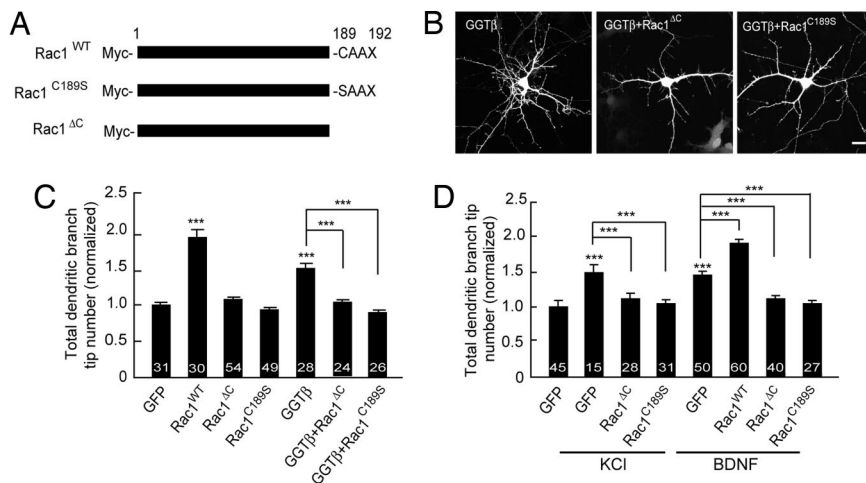 A
1 189 192
Rac1 WT Myc- -CAAX
Rac1 C189S Myc- -SAAX
Rac1 ΔC Myc-
B
GGTβ
GGTβ+Rac1 ΔC
GGTβ+Rac1 C189S
C
Total dendritic branch
tip number (normalized)
2.5
2.0
1.5
1.0
0.5
0
***
***
***
***
31 30 54 49 28 24 26
GFP
Rac1 WT
Rac1 ΔC
Rac1 C189S
GGTβ
GGTβ+Rac1 ΔC
GGTβ+Rac1 C189S
D
Total dendritic branch tip
number (normalized)
2.5
2.0
1.5
1.0
0.5
0
***
***
***
***
***
***
***
45 15 28 31 50 60 40 27
GFP
GFP
Rac1 ΔC
Rac1 C189S
GFP
Rac1 WT
Rac1 ΔC
Rac1 C189S
KCl
BDNF